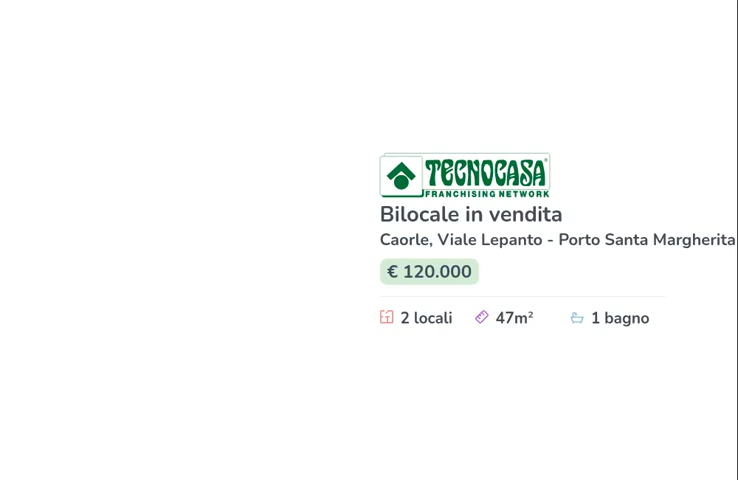 TECNOCASA
FRANCHISING NETWORK
Bilocale in vendita
Caorle, Viale Lepanto - Porto Santa Margherita
€ 120.000
2 locali 47m² 1 bagno